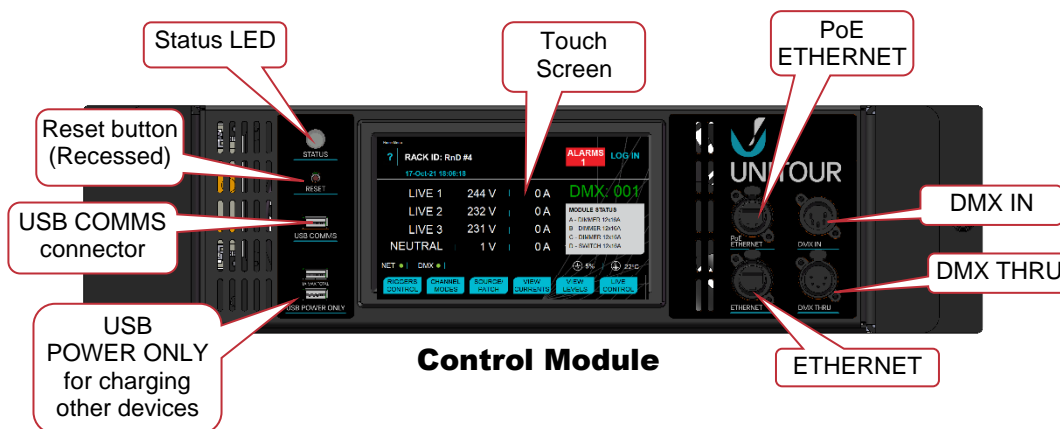 Status LED
Touch
Screen
PoE
ETHERNET
Reset button
(Recessed)
USB COMMS
connector
USB
POWER ONLY
for charging
other devices
STATUS
RESET
USB COMMS
USB POWER ONLY
?
RACK ID: RnD #4
17-Oct-21 18:06:18
ALARMS
1
LOG IN
LIVE 1 244 V 0 A
LIVE 2 232 V 0 A
LIVE 3 231 V 0 A
NEUTRAL 1 V 0 A
DMX: 001
MODULE STATUS
A - DIMMER 12x16A
B - DIMMER 12x16A
C - DIMMER 12x16A
D - SWITCH 12x16A
NET DMX
5% 22°C
RIGGERS
CONTROL
CHANNEL
MODES
SOURCE/
PATCH
VIEW
CURRENTS
VIEW
LEVELS
LIVE
CONTROL
UNITOUR
PoE
ETHERNET
DMX IN
ETHERNET
DMX THRU
DMX IN
DMX THRU
ETHERNET
Control Module